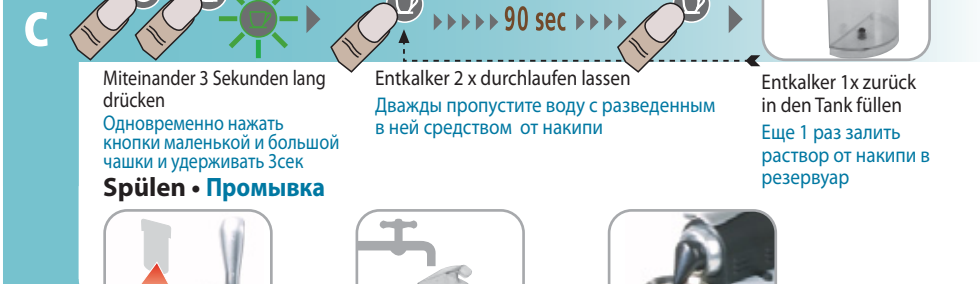 C
90 sec
Miteinander 3 Sekunden lang
drücken
Одновременно нажать
кнопки маленькой и большой
чашки и удерживать 3сек
Entkalker 2 x durchlaufen lassen
Дважды пропустите воду с разведенным
в ней средством от накипи
Entkalker 1x zurück
in den Tank füllen
Еще 1 раз залить
раствор от накипи в
резервуар
Spülen • Промывка